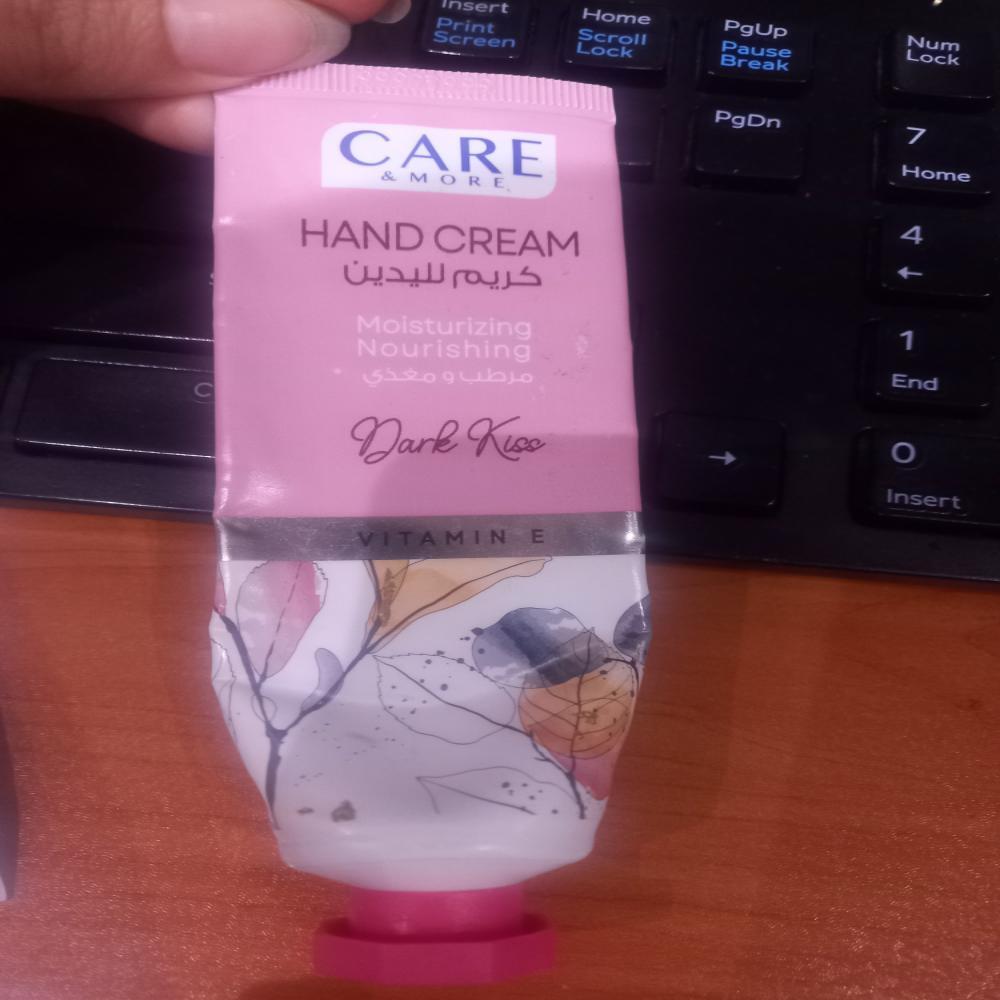 Insert
Print
Screen
Home
Scroll
Lock
PgUp
Pause
Break
Num
Lock
PgDn
7
Home
4
←
1
End
→
0
Insert
CARE
& MORE
HAND CREAM
كريم لليدين
Moisturizing
Nourishing
مرطب و مغذي
Dark Kiss
VITAMIN E